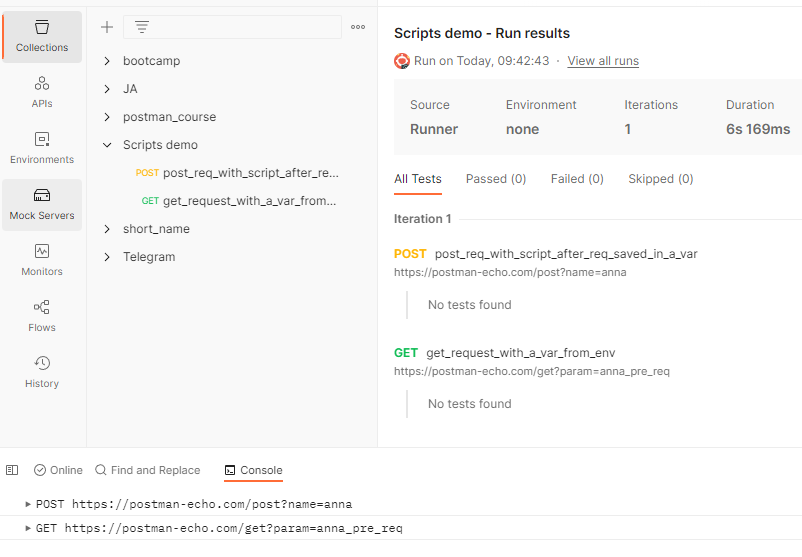 Collections
APIs
Environments
Mock Servers
Monitors
Flows
History
bootcamp
JA
postman_course
Scripts demo
POST post_req_with_script_after_re...
GET get_request_with_a_var_from...
short_name
Telegram
Scripts demo - Run results
Run on Today, 09:42:43 · View all runs
Source Environment Iterations Duration
Runner none 1 6s 169ms
All Tests Passed (0) Failed (0) Skipped (0)
Iteration 1
POST post_req_with_script_after_req_saved_in_a_var
https://postman-echo.com/post?name=anna
No tests found
GET get_request_with_a_var_from_env
https://postman-echo.com/get?param=anna_pre_req
No tests found
Online Find and Replace Console
POST https://postman-echo.com/post?name=anna
GET https://postman-echo.com/get?param=anna_pre_req